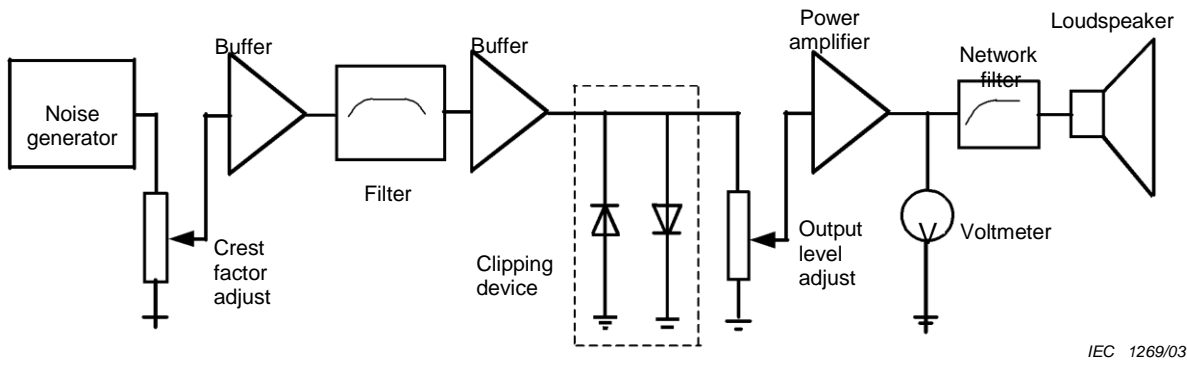 Noise
generator
Crest
factor
adjust
Buffer
Filter
Buffer
Clipping
device
Output
level
adjust
Power
amplifier
V
Voltmeter
Network
filter
Loudspeaker
IEC 1269/03